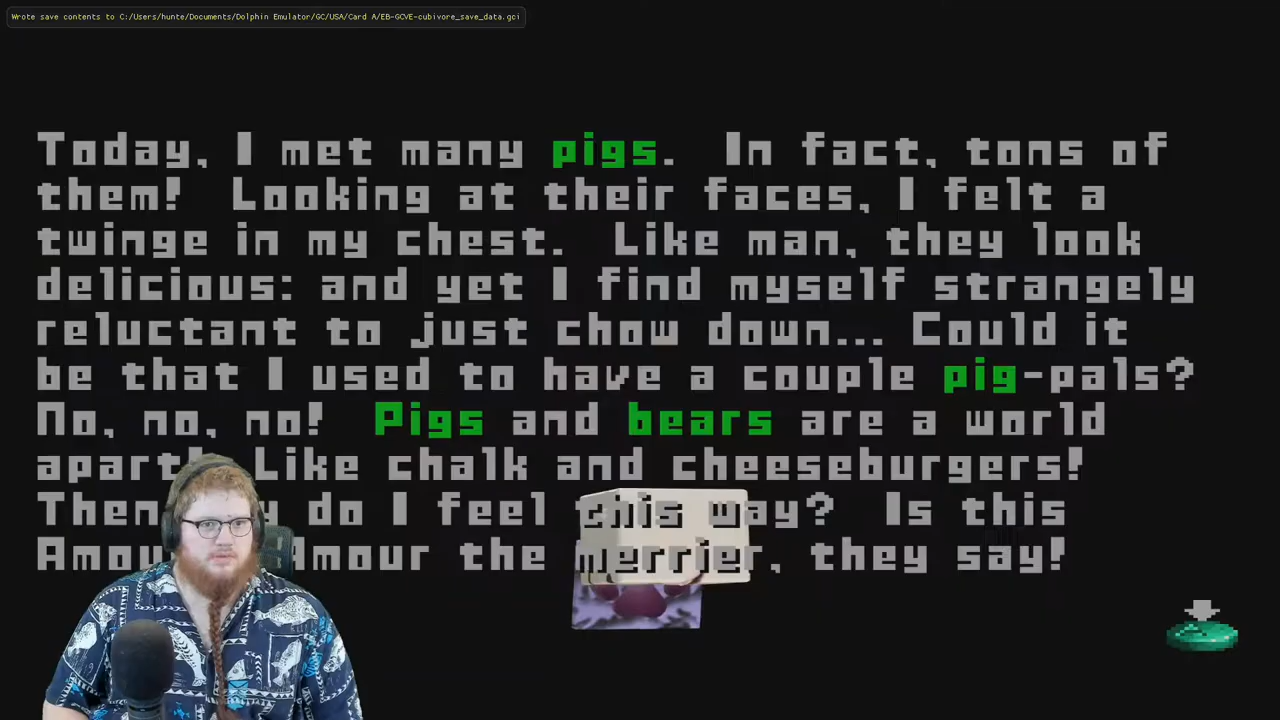 Wrote save contents to C:/Users/hunte/Documents/Dolphin Emulator/GC/USA/Card A/EB-GCVE-cubivore_save_data.gci
Today, I met many pigs. In fact, tons of
them! Looking at their faces, I felt a
twinge in my chest. Like man, they look
delicious: and yet I find myself strangely
reluctant to just chow down... Could it
be that I used to have a couple pig-pals?
No, no, no! Pigs and bears are a world
apart! Like chalk and cheeseburgers!
Then do I feel this way? Is this
Amour the merrier, they say!